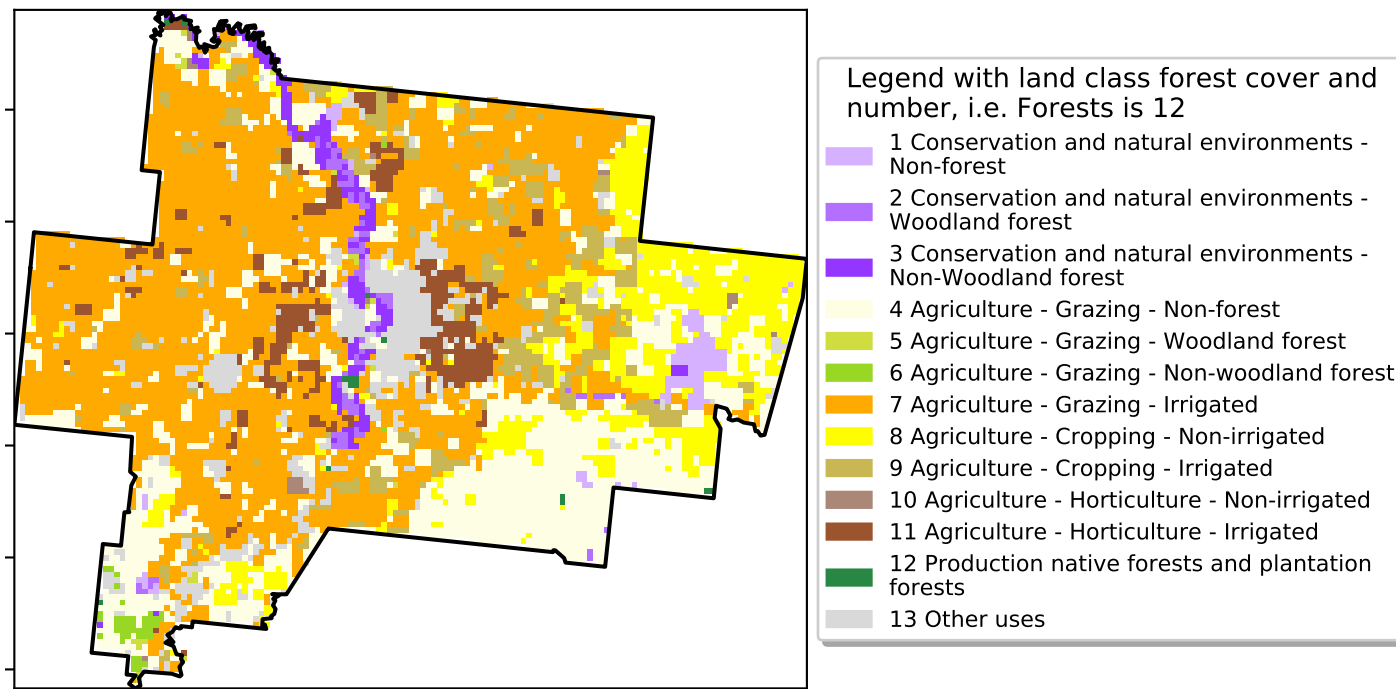 Legend with land class forest cover and
number, i.e. Forests is 12
1 Conservation and natural environments -
Non-forest
2 Conservation and natural environments -
Woodland forest
3 Conservation and natural environments -
Non-Woodland forest
4 Agriculture - Grazing - Non-forest
5 Agriculture - Grazing - Woodland forest
6 Agriculture - Grazing - Non-woodland forest
7 Agriculture - Grazing - Irrigated
8 Agriculture - Cropping - Non-irrigated
9 Agriculture - Cropping - Irrigated
10 Agriculture - Horticulture - Non-irrigated
11 Agriculture - Horticulture - Irrigated
12 Production native forests and plantation
forests
13 Other uses